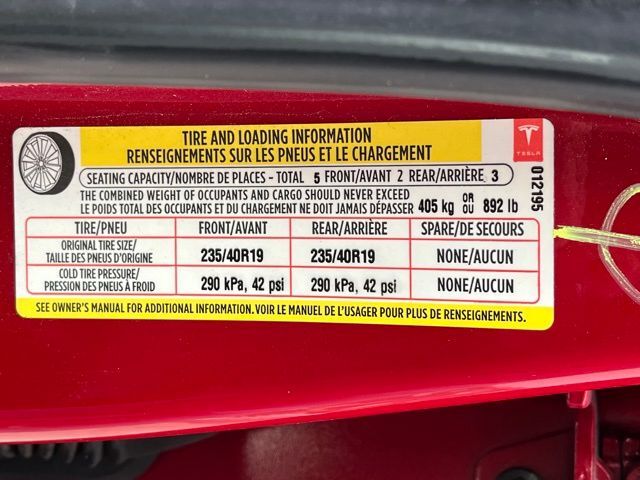 TIRE AND LOADING INFORMATION
RENSEIGNEMENTS SUR LES PNEUS ET LE CHARGEMENT
TESLA
SEATING CAPACITY/NOMBRE DE PLACES - TOTAL 5 FRONT/AVANT 2 REAR/ARRIÈRE 3
THE COMBINED WEIGHT OF OCCUPANTS AND CARGO SHOULD NEVER EXCEED
LE POIDS TOTAL DES OCCUPANTS ET DU CHARGEMENT NE DOIT JAMAIS DÉPASSER 405 kg OR OU 892 lb
012195
TIRE/PNEU FRONT/AVANT REAR/ARRIÈRE SPARE/DE SECOURS
ORIGINAL TIRE SIZE/
TAILLE DES PNEUS D'ORIGINE 235/40R19 235/40R19 NONE/AUCUN
COLD TIRE PRESSURE/
PRESSION DES PNEUS À FROID 290 kPa, 42 psi 290 kPa, 42 psi NONE/AUCUN
SEE OWNER'S MANUAL FOR ADDITIONAL INFORMATION. VOIR LE MANUEL DE L'USAGER POUR PLUS DE RENSEIGNEMENTS.